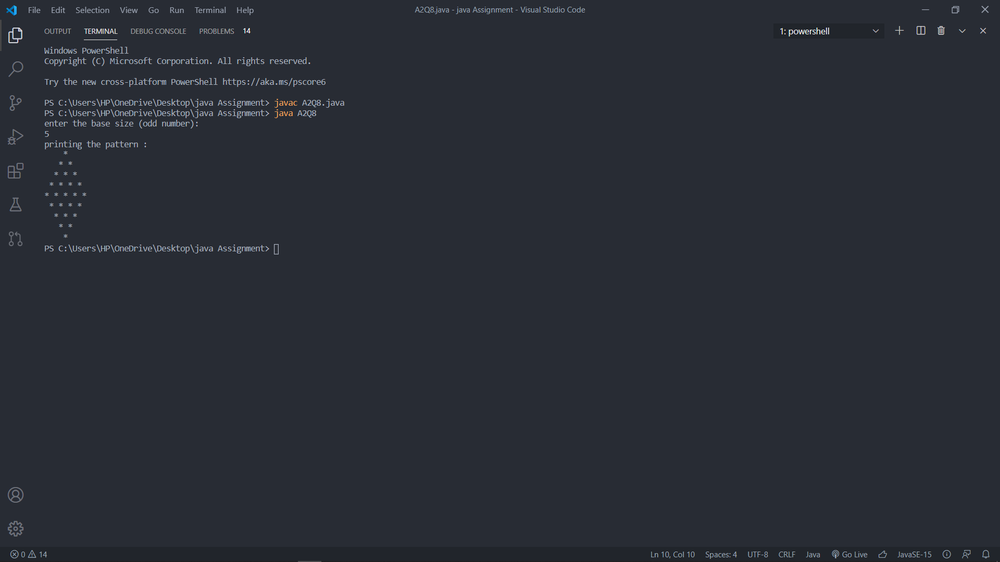 File Edit Selection View Go Run Terminal Help
A2Q8.java - java Assignment - Visual Studio Code
OUTPUT TERMINAL DEBUG CONSOLE PROBLEMS 14
1: powershell
Windows PowerShell
Copyright (C) Microsoft Corporation. All rights reserved.
Try the new cross-platform PowerShell https://aka.ms/pscore6
PS C:\Users\HP\OneDrive\Desktop\java Assignment> javac A2Q8.java
PS C:\Users\HP\OneDrive\Desktop\java Assignment> java A2Q8
enter the base size (odd number):
5
printing the pattern :
    *
   * *
  * * *
 * * * *
* * * * *
 * * * *
  * * *
   * *
    *
PS C:\Users\HP\OneDrive\Desktop\java Assignment>
0 14
Ln 10, Col 10 Spaces: 4 UTF-8 CRLF Java Go Live JavaSE-15